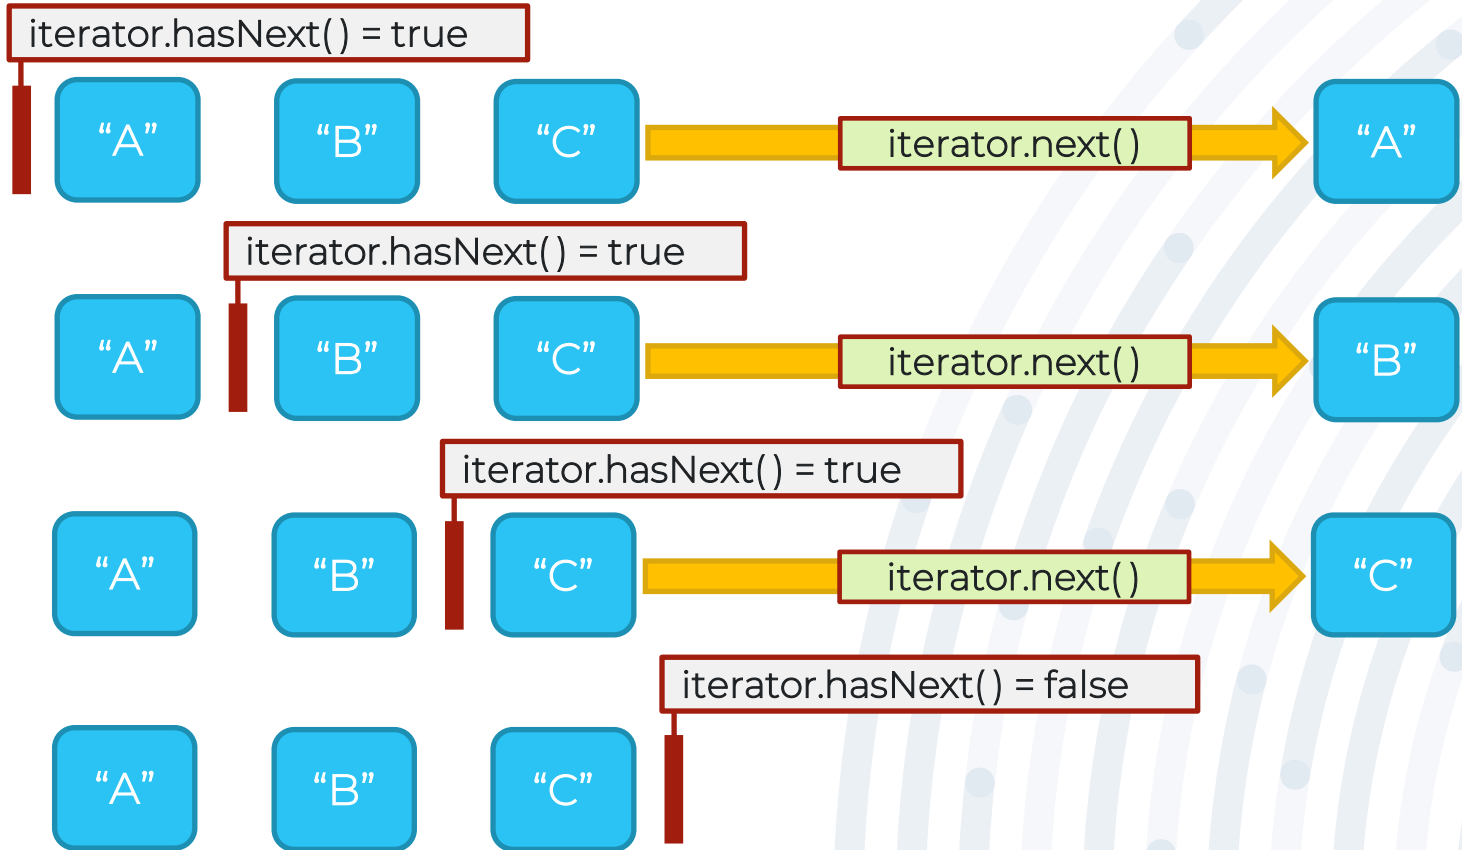 iterator.hasNext() = true
“A” “B” “C” iterator.next() “A”
iterator.hasNext() = true
“A” “B” “C” iterator.next() “B”
iterator.hasNext() = true
“A” “B” “C” iterator.next() “C”
iterator.hasNext() = false
“A” “B” “C”